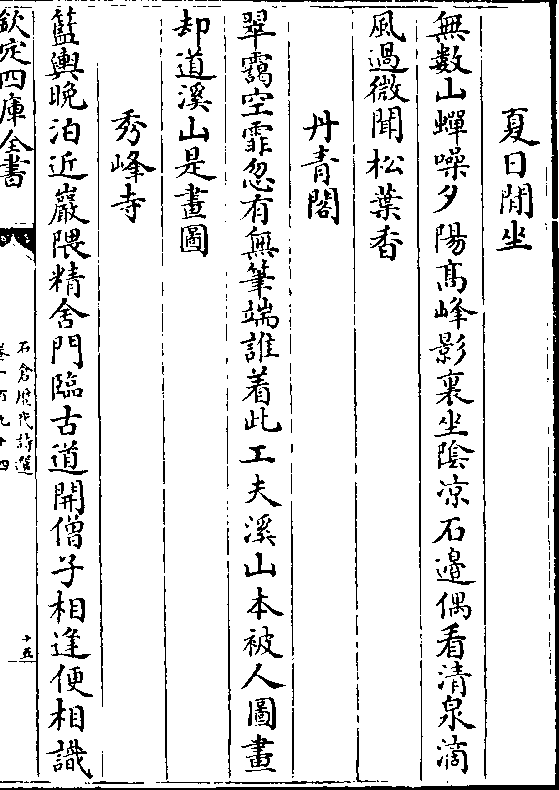 夏日閒坐
無數山蟬噪夕陽高峰影裏坐陰凉石邊偶看清泉滴
風過微聞松葉香
丹青閣
翠靄空霏忽有無筆端誰着此工夫溪山本被人圖畫
却道溪山是畫圖
秀峰寺
籃輿晩泊近巖隈精舍門臨古道開僧子相逢便相識
欽定四庫全書
石倉歷代詩選
卷一百九十四
十五